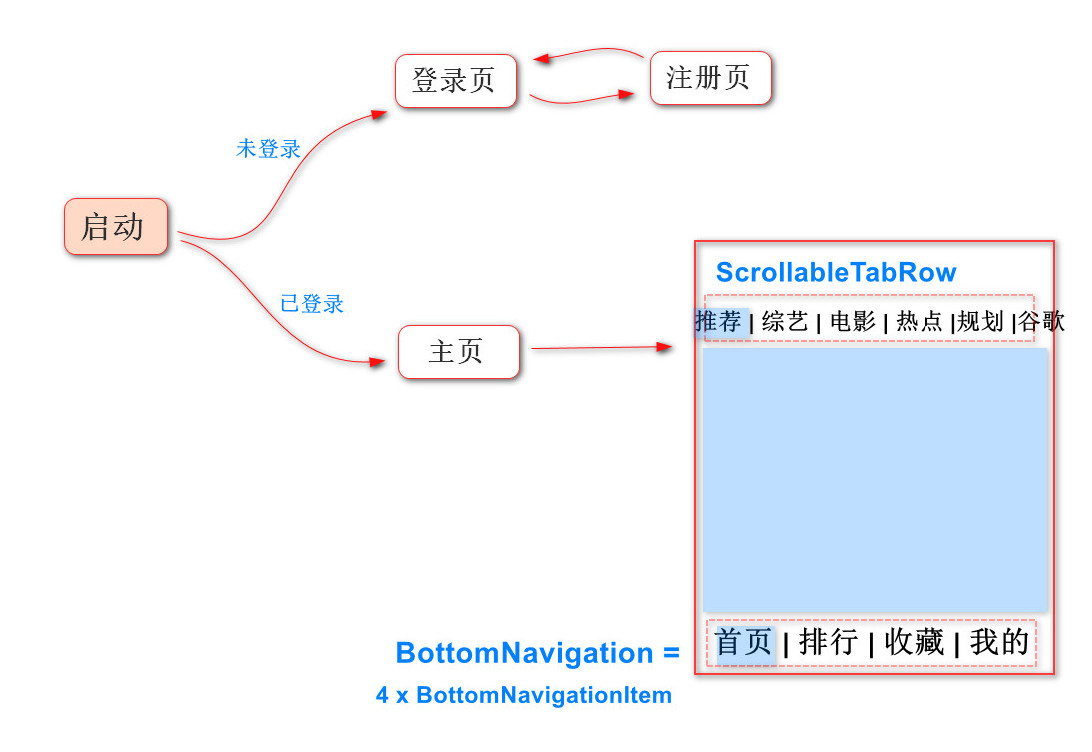 登录页
注册页
未登录
启动
已登录
主页
ScrollableTabRow
推荐 | 综艺 | 电影 | 热点 |规划 |谷歌
首页 | 排行 | 收藏 | 我的
BottomNavigation =
4 x BottomNavigationItem